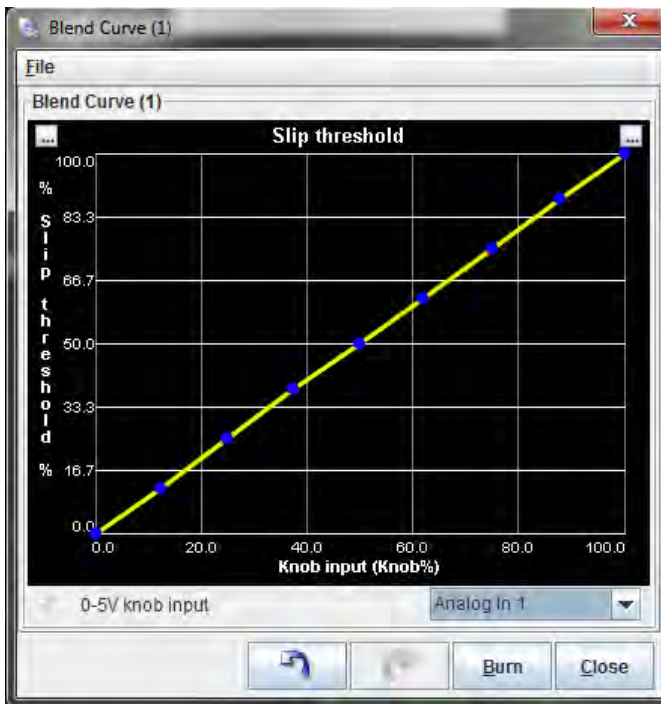 Blend Curve (1)
x
File
Blend Curve (1)
...
Slip threshold
...
% Slip threshold %
100.0
83.3
66.7
50.0
33.3
16.7
0.0
0.0 20.0 40.0 60.0 80.0 100.0
Knob input (Knob%)
0-5V knob input
Analog In 1
Burn
Close